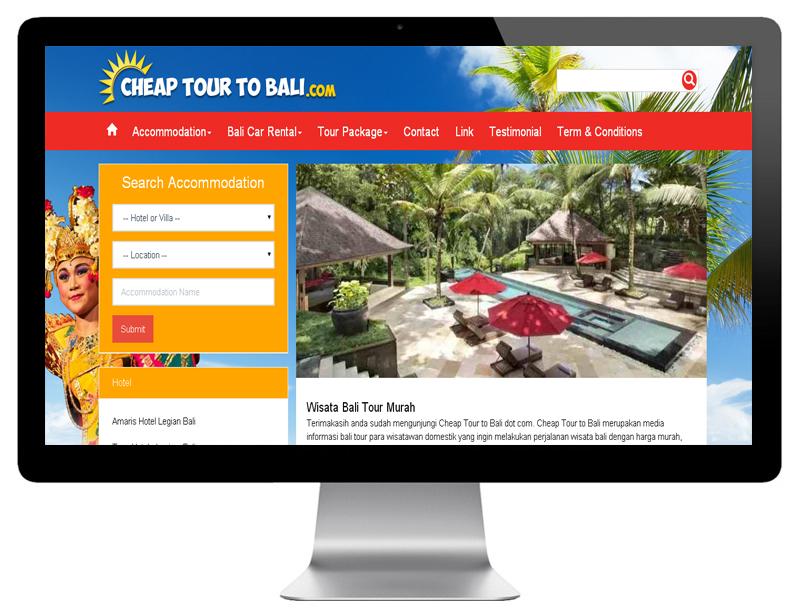 CHEAP TOUR TO BALI.COM
Accommodation Bali Car Rental Tour Package Contact Link Testimonial Term & Conditions
Search Accommodation
-- Hotel or Villa --
-- Location --
Accommodation Name
Submit
Hotel
Amaris Hotel Legian Bali
Wisata Bali Tour Murah
Terimakasih anda sudah mengunjungi Cheap Tour to Bali dot com. Cheap Tour to Bali merupakan media
informasi bali tour para wisatawan domestik yang ingin melakukan perjalanan wisata bali dengan harga murah,